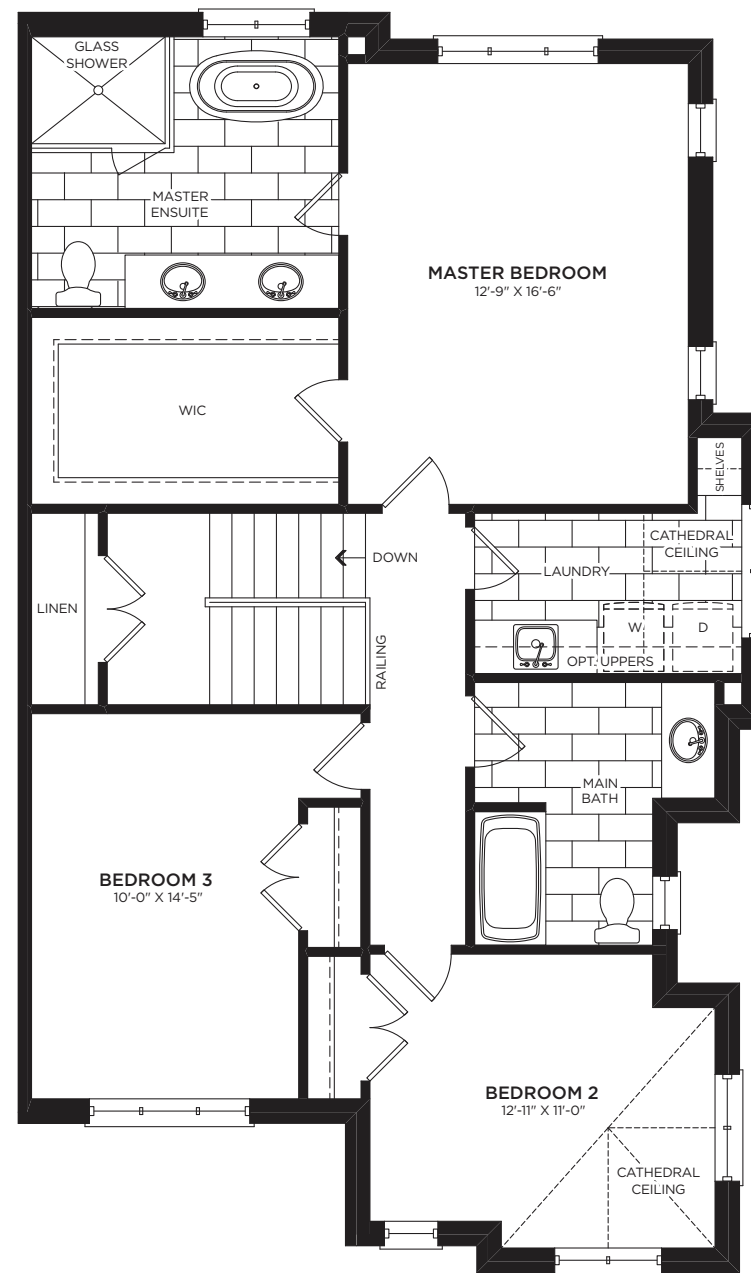 GLASS
SHOWER
MASTER
ENSUITE
MASTER BEDROOM
12'-9" X 16'-6"
WIC
SHELVES
CATHEDRAL
CEILING
DOWN
LAUNDRY
LINEN
W
D
RAILING
OPT. UPPERS
MAIN
BATH
BEDROOM 3
10'-0" X 14'-5"
BEDROOM 2
12'-11" X 11'-0"
CATHEDRAL
CEILING